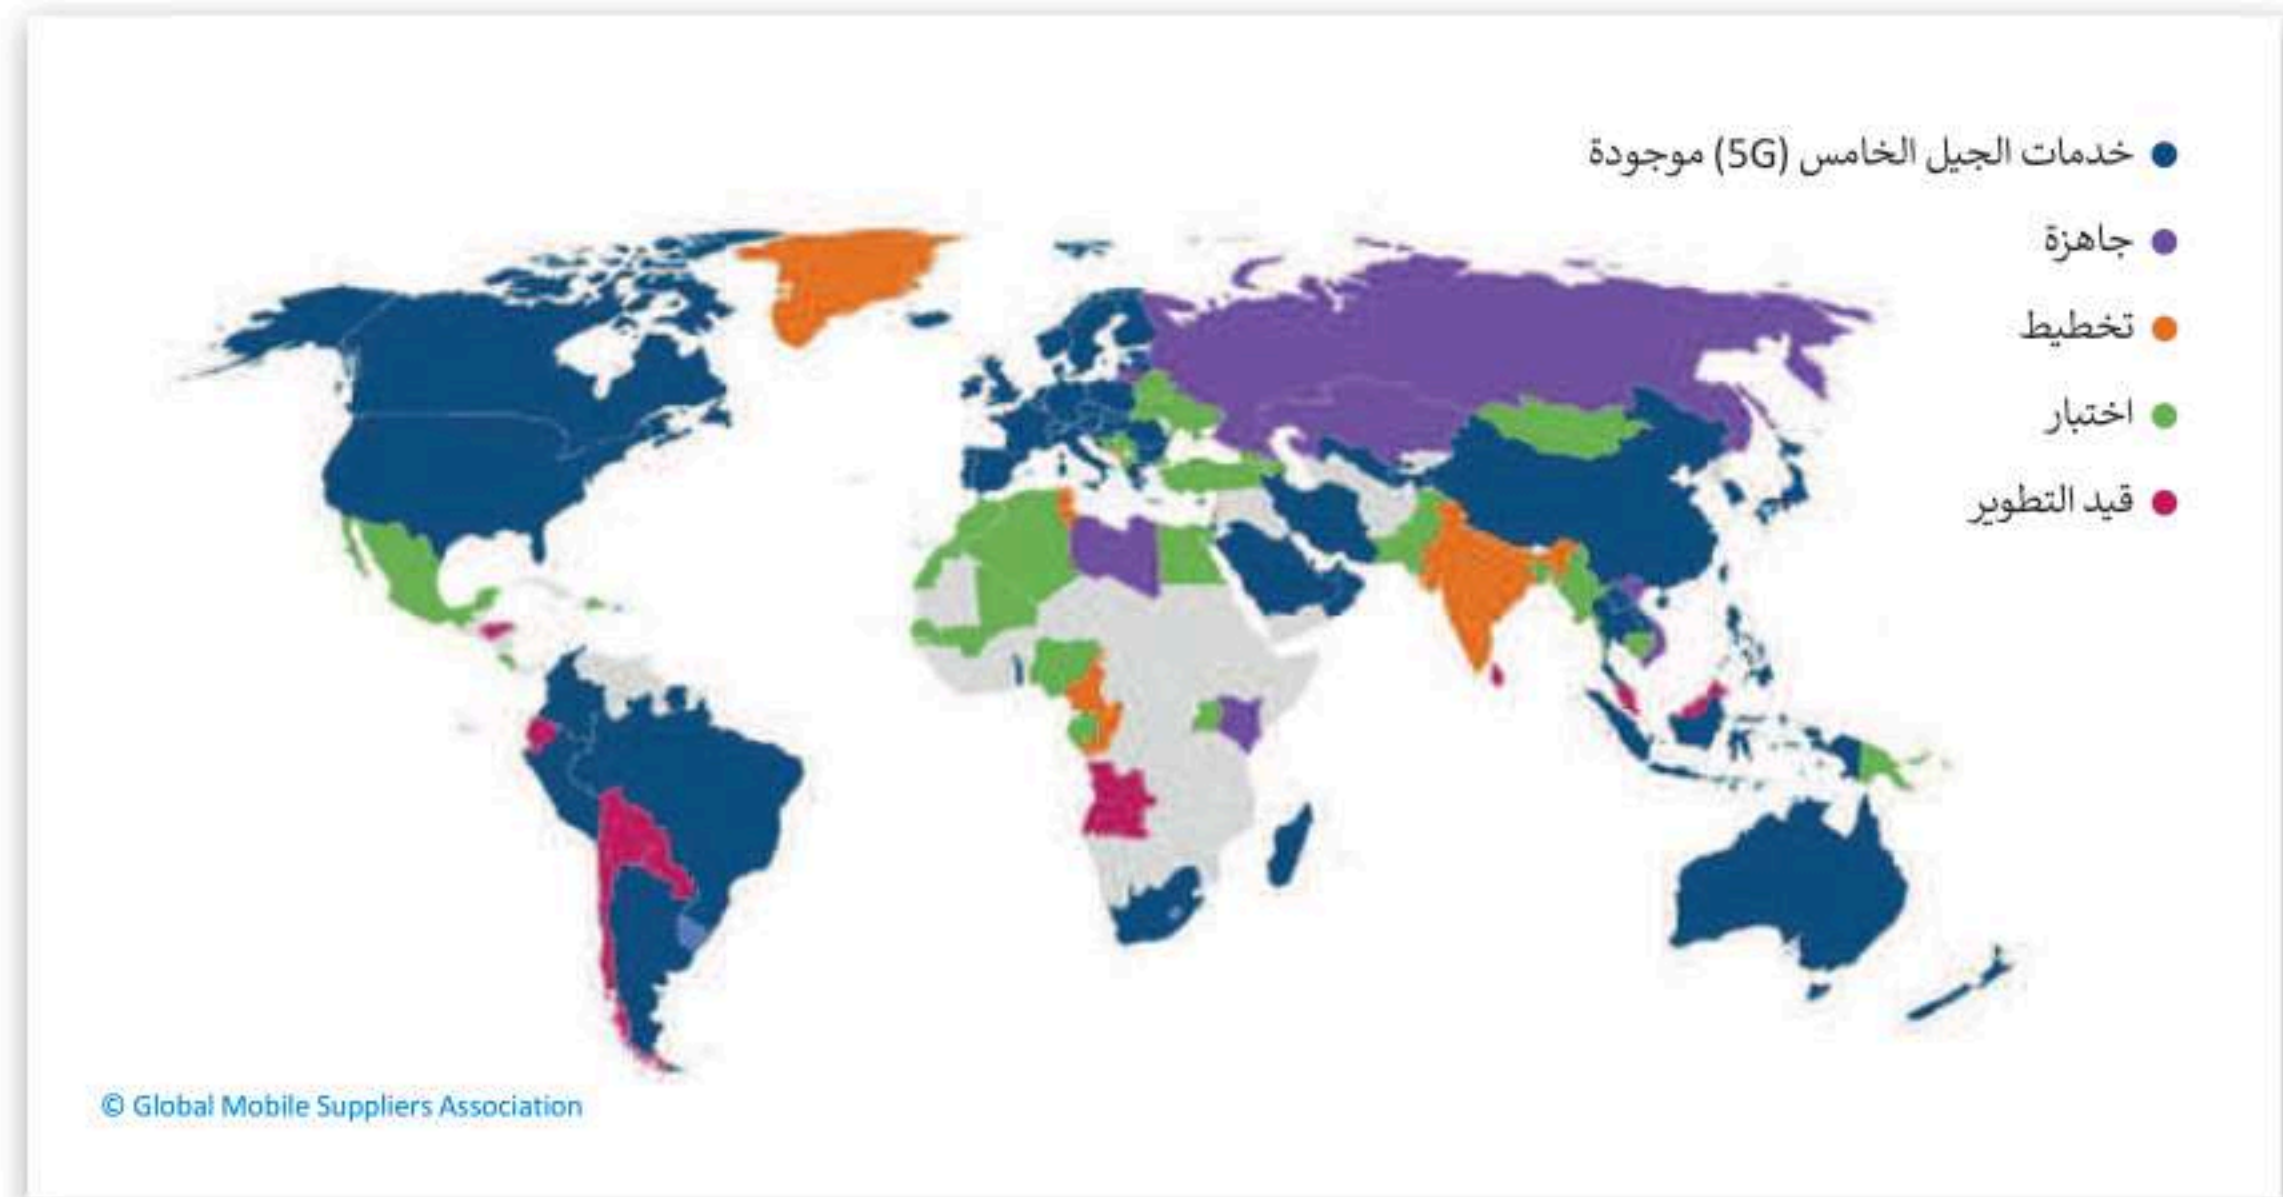 خدمات الجيل الخامس (5G) موجودة
جاهزة
تخطيط
اختبار
قيد التطوير
© Global Mobile Suppliers Association